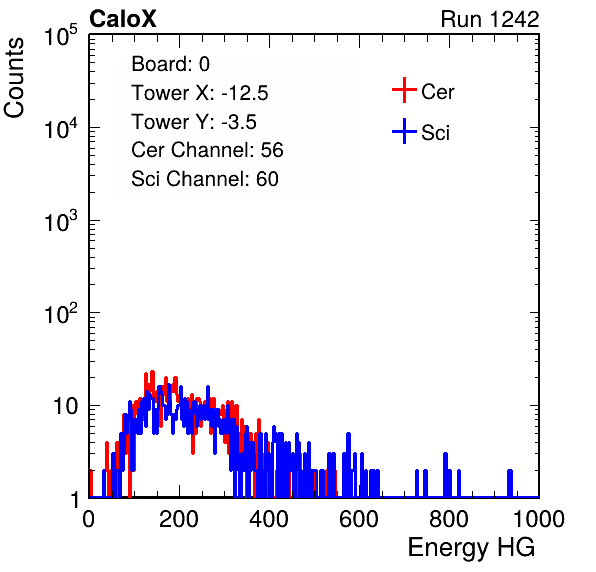 CaloX Run 1242
Counts
10^5
10^4
10^3
10^2
10
1
Board: 0
Tower X: -12.5
Tower Y: -3.5
Cer Channel: 56
Sci Channel: 60
Cer
Sci
0 200 400 600 800 1000
Energy HG